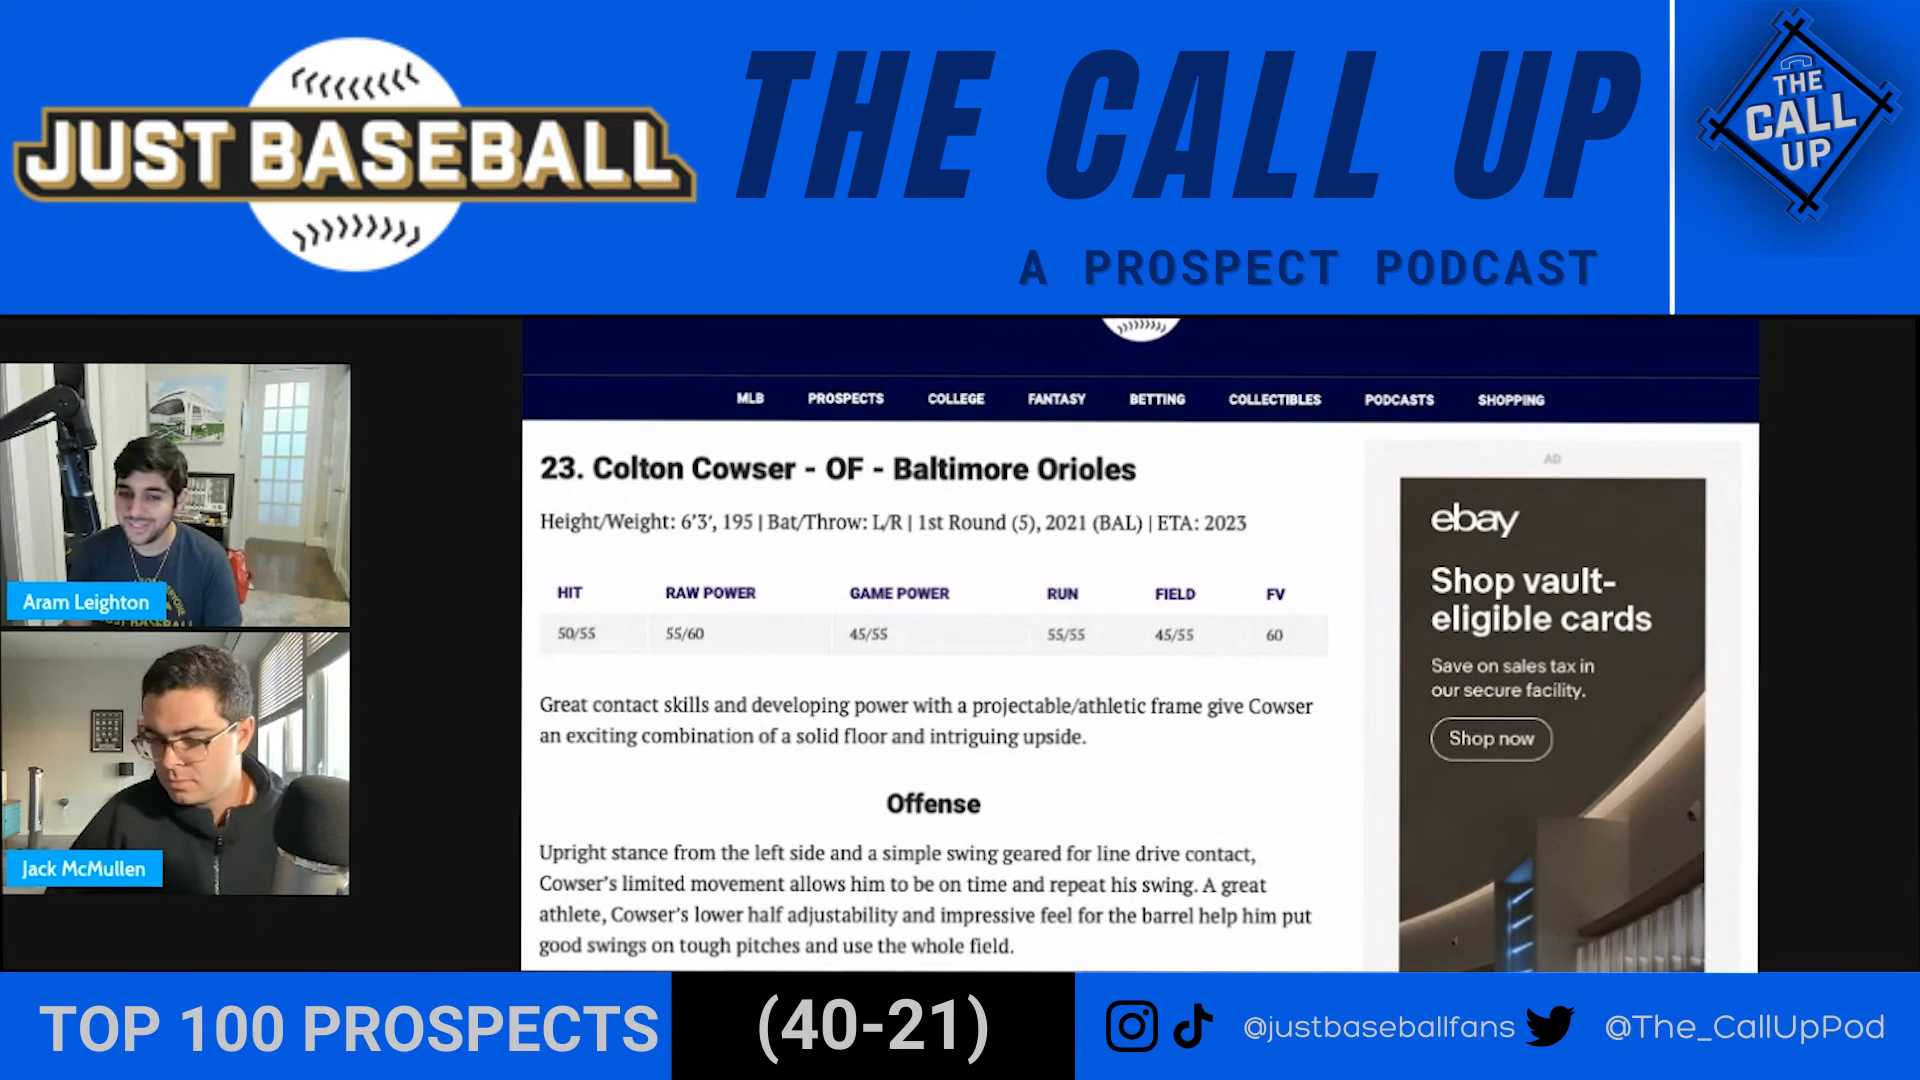 JUST BASEBALL
THE CALL UP
A PROSPECT PODCAST
THE
CALL
UP
MLB PROSPECTS COLLEGE FANTASY BETTING COLLECTIBLES PODCASTS SHOPPING
23. Colton Cowser - OF - Baltimore Orioles
Height/Weight: 6'3', 195 | Bat/Throw: L/R | 1st Round (5), 2021 (BAL) | ETA: 2023
HIT RAW POWER GAME POWER RUN FIELD FV
50/55 55/60 45/55 55/55 45/55 60
Great contact skills and developing power with a projectable/athletic frame give Cowser
an exciting combination of a solid floor and intriguing upside.
Offense
Upright stance from the left side and a simple swing geared for line drive contact,
Cowser's limited movement allows him to be on time and repeat his swing. A great
athlete, Cowser's lower half adjustability and impressive feel for the barrel help him put
good swings on tough pitches and use the whole field.
AD
ebay
Shop vault-
eligible cards
Save on sales tax in
our secure facility.
Shop now
Aram Leighton
Jack McMullen
TOP 100 PROSPECTS
(40-21)
@justbaseballfans
@The_CallUpPod